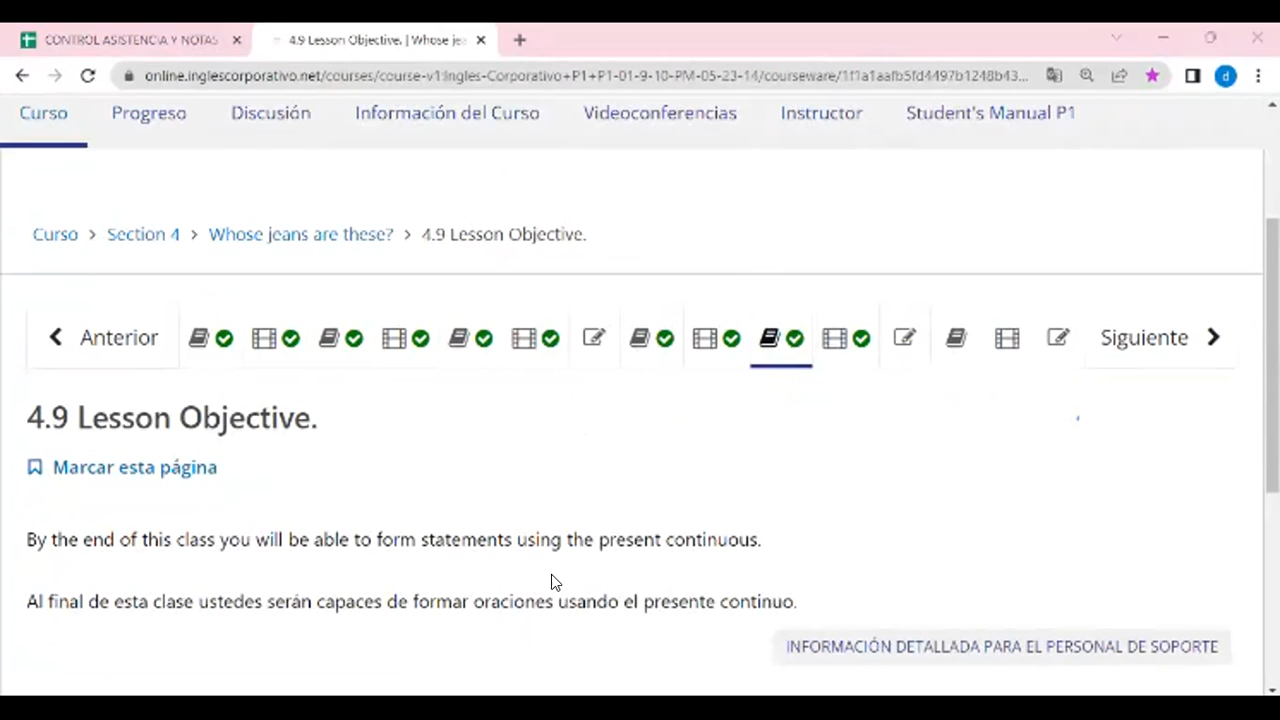 CONTROL ASISTENCIA Y NOTAS
4.9 Lesson Objective. | Whose jea
online.inglescorporativo.net/courses/course-v1:Ingles-Corporativo+P1+P1-01-9-10-PM-05-23-14/courseware/1f1a1aafb5fd4497b1248b43...
d
Curso Progreso Discusión Información del Curso Videoconferencias Instructor Student's Manual P1
Curso > Section 4 > Whose jeans are these? > 4.9 Lesson Objective.
Anterior Siguiente
4.9 Lesson Objective.
Marcar esta página
By the end of this class you will be able to form statements using the present continuous.
Al final de esta clase ustedes serán capaces de formar oraciones usando el presente continuo.
INFORMACIÓN DETALLADA PARA EL PERSONAL DE SOPORTE